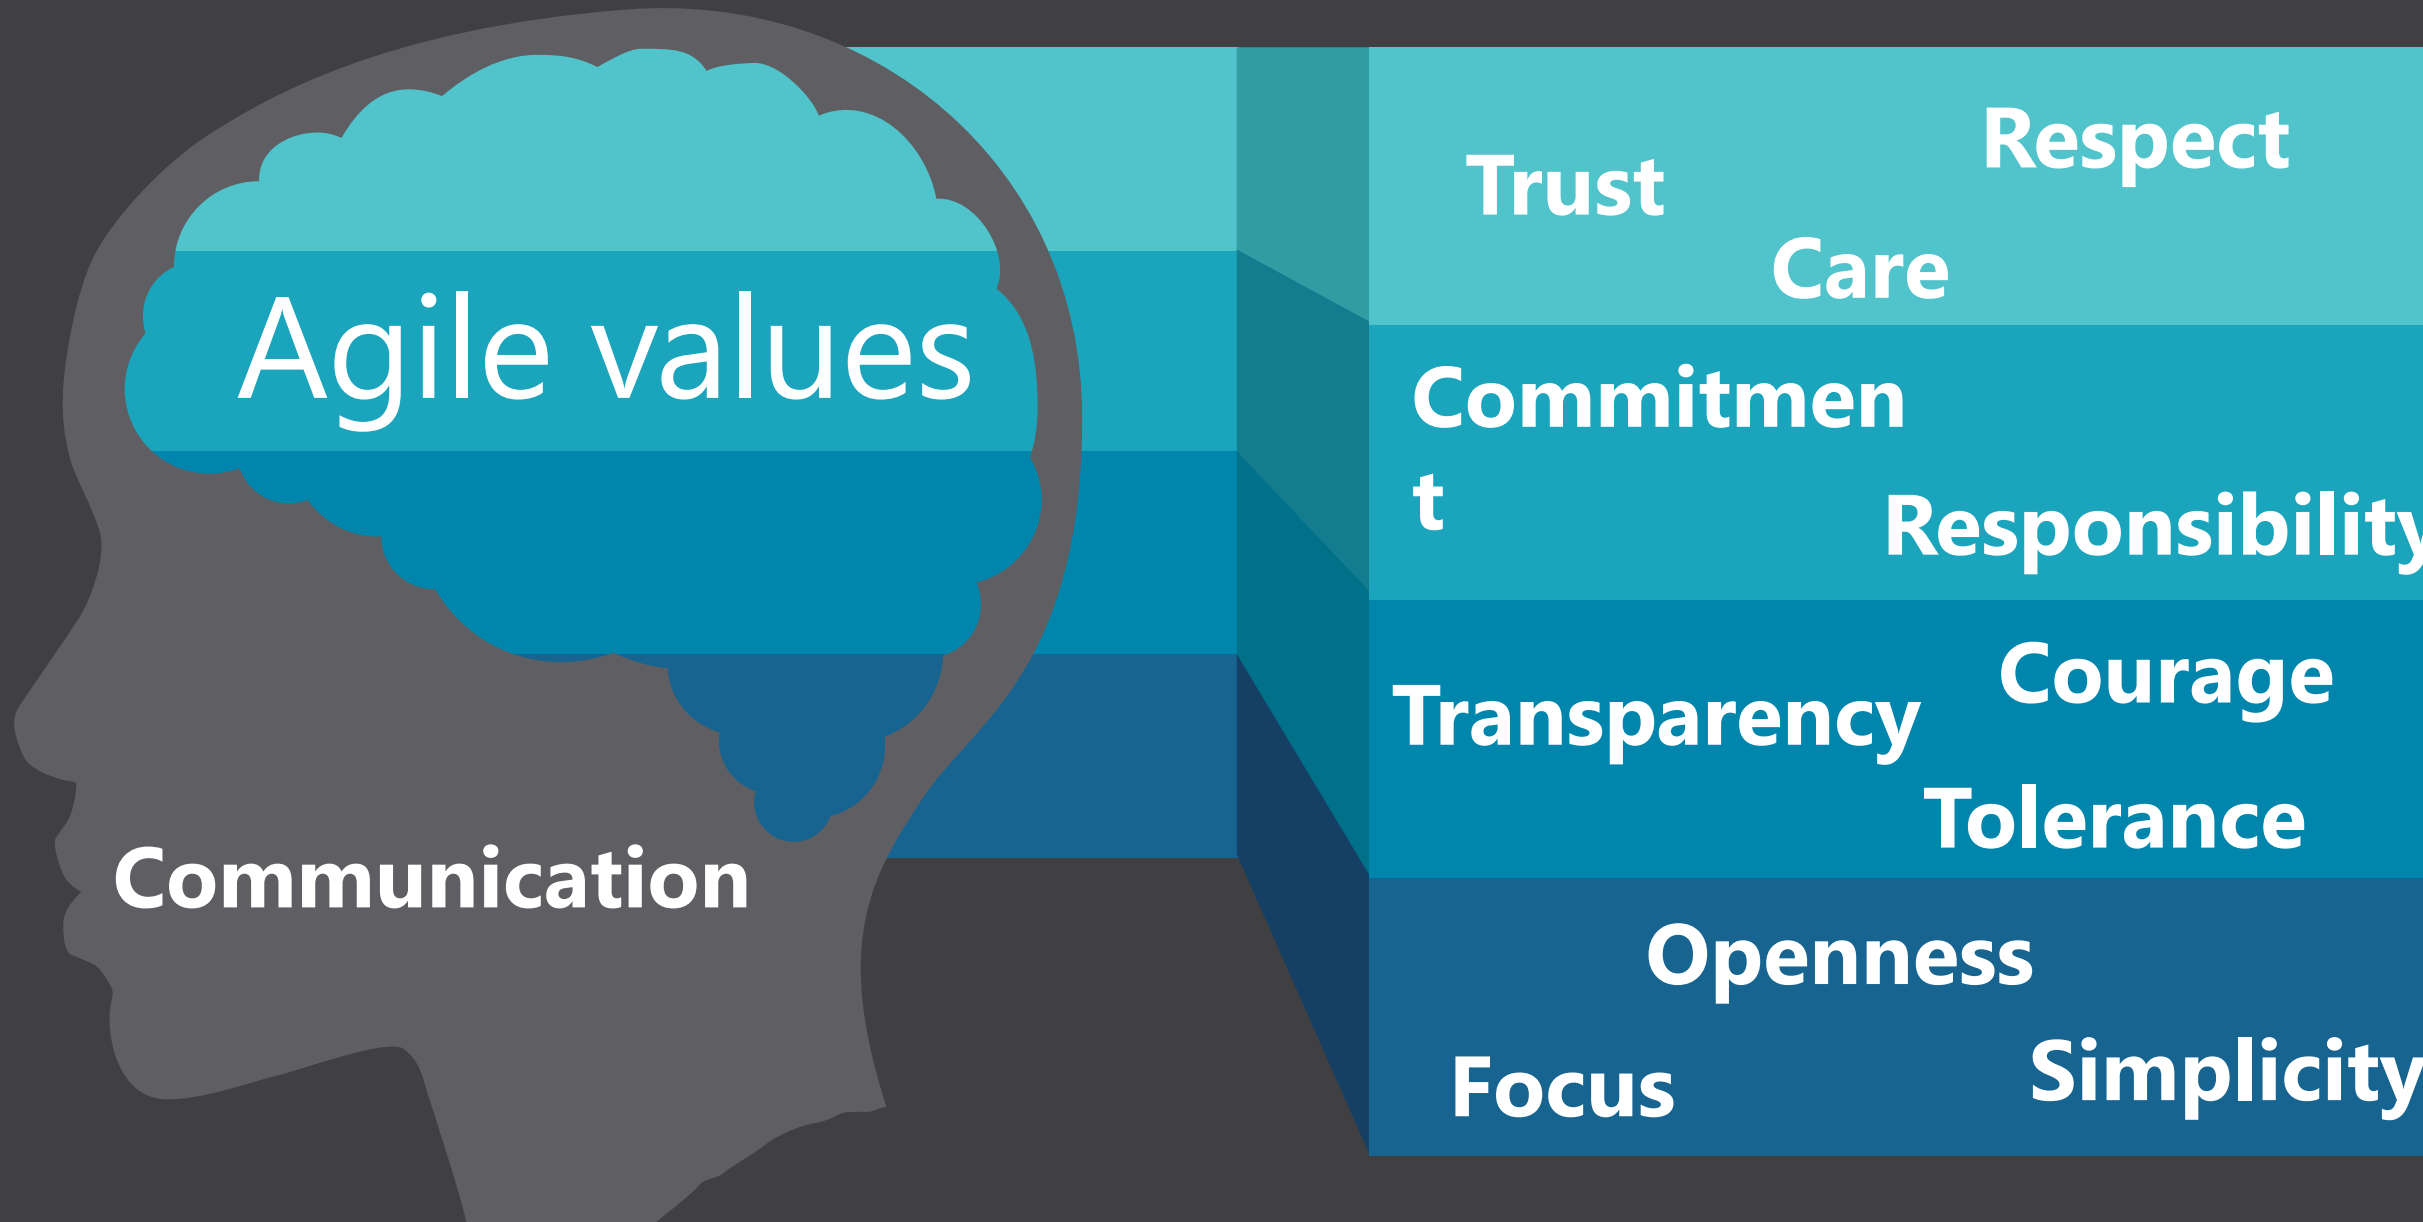 Agile values
Communication
Respect
Trust
Care
Commitmen
t
Responsibility
Courage
Transparency
Tolerance
Openness
Simplicity
Focus